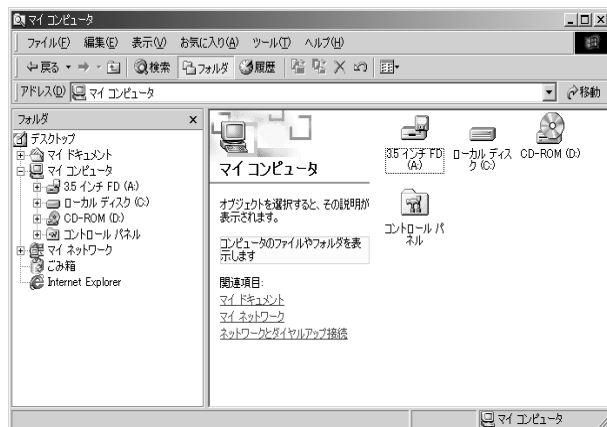 マイ コンピュータ
ファイル(F) 編集(E) 表示(V) お気に入り(A) ツール(T) ヘルプ(H)
戻る 検索 フォルダ 履歴
アドレス(D) マイ コンピュータ 移動
フォルダ ×
デスクトップ
マイ ドキュメント
マイ コンピュータ
3.5 インチ FD (A:)
ローカル ディスク (C:)
CD-ROM (D:)
コントロール パネル
マイ ネットワーク
ごみ箱
Internet Explorer
マイ コンピュータ
オブジェクトを選択すると、その説明が
表示されます。
コンピュータのファイルやフォルダを表
示します
関連項目:
マイ ドキュメント
マイ ネットワーク
ネットワークとダイヤルアップ接続
3.5 インチ FD
(A:)
ローカル ディス
ク (C:)
CD-ROM (D:)
コントロール パ
ネル
マイ コンピュータ